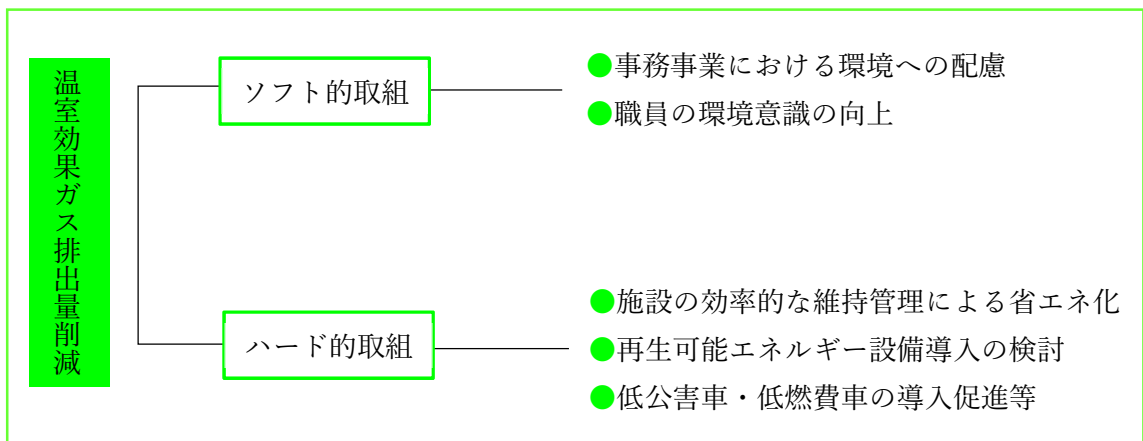 温室効果ガス排出量削減
ソフト的取組
●事務事業における環境への配慮
●職員の環境意識の向上
ハード的取組
●施設の効率的な維持管理による省エネ化
●再生可能エネルギー設備導入の検討
●低公害車・低燃費車の導入促進等